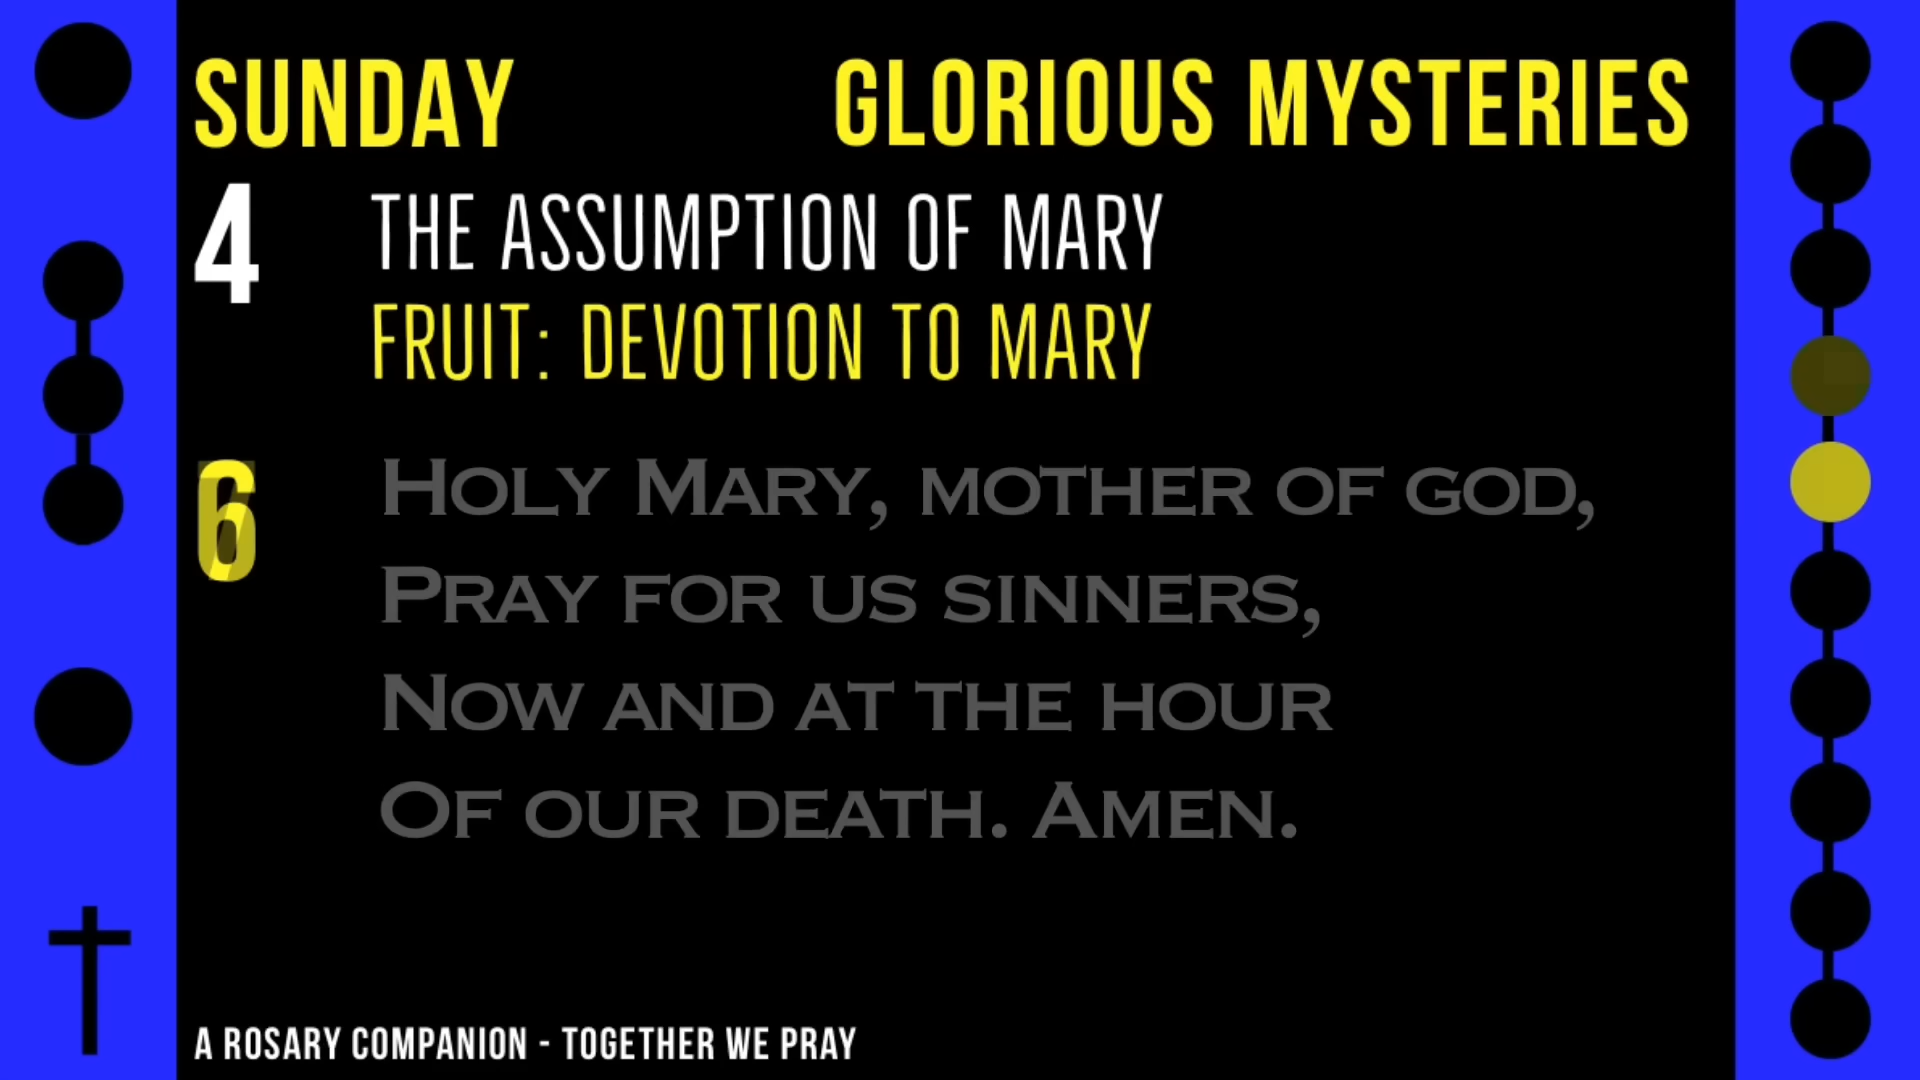 SUNDAY GLORIOUS MYSTERIES
4 THE ASSUMPTION OF MARY
FRUIT: DEVOTION TO MARY
Holy Mary, mother of god,
Pray for us sinners,
Now and at the hour
Of our death. Amen.
A ROSARY COMPANION - TOGETHER WE PRAY